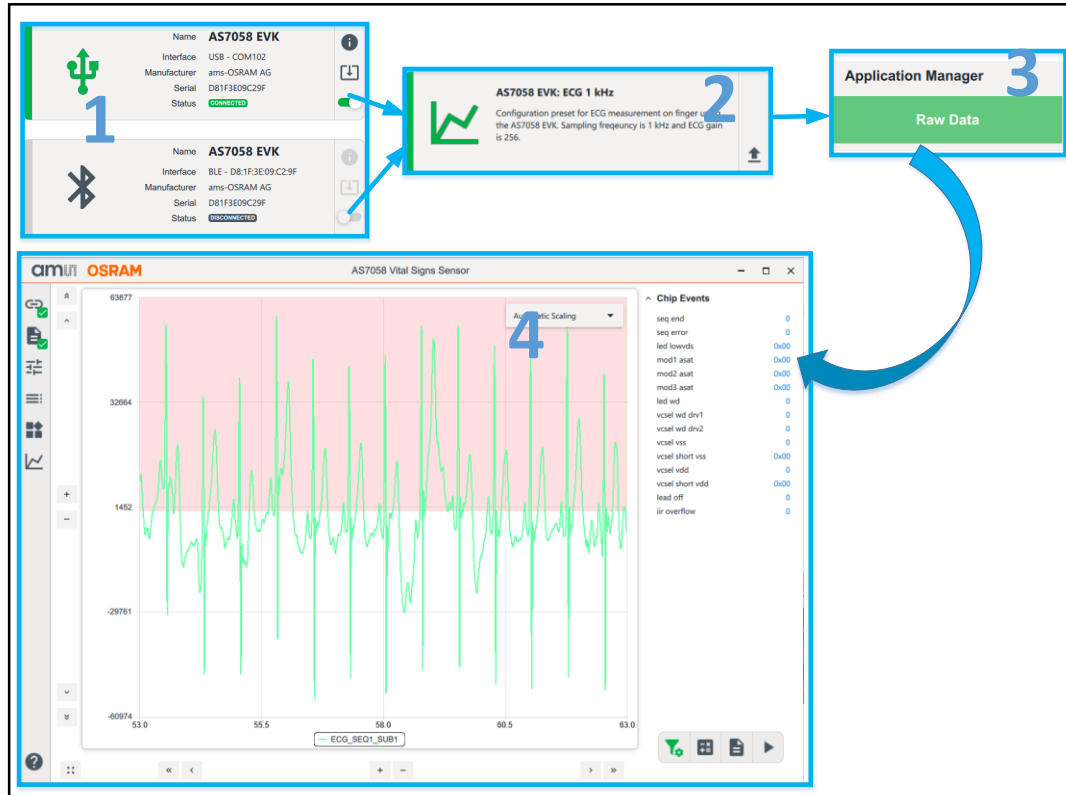 Name AS7058 EVK
Interface USB - COM102
Manufacturer ams-OSRAM AG
Serial D81F3E09C29F
Status CONNECTED
1
Name AS7058 EVK
Interface BLE - D8:1F:3E:09:C2:9F
Manufacturer ams-OSRAM AG
Serial D81F3E09C29F
Status DISCONNECTED
2
AS7058 EVK: ECG 1 kHz
Configuration preset for ECG measurement on finger
the AS7058 EVK. Sampling freqeuncy is 1 kHz and ECG gain
is 256.
3
Application Manager
Raw Data
am OSRAM
AS7058 Vital Signs Sensor
63877
32664
1452
-29761
-60974
53.0 55.5 58.0 60.5 63.0
Scaling
4
ECG_SEQ1_SUB1
Chip Events
seq end 0
seq error 0
led lowvds 0x00
mod1 asat 0x00
mod2 asat 0x00
mod3 asat 0x00
led wd 0
vcsel wd drv1 0
vcsel wd drv2 0
vcsel vss 0
vcsel short vss 0x00
vcsel vdd 0
vcsel short vdd 0x00
lead off 0
iir overflow 0